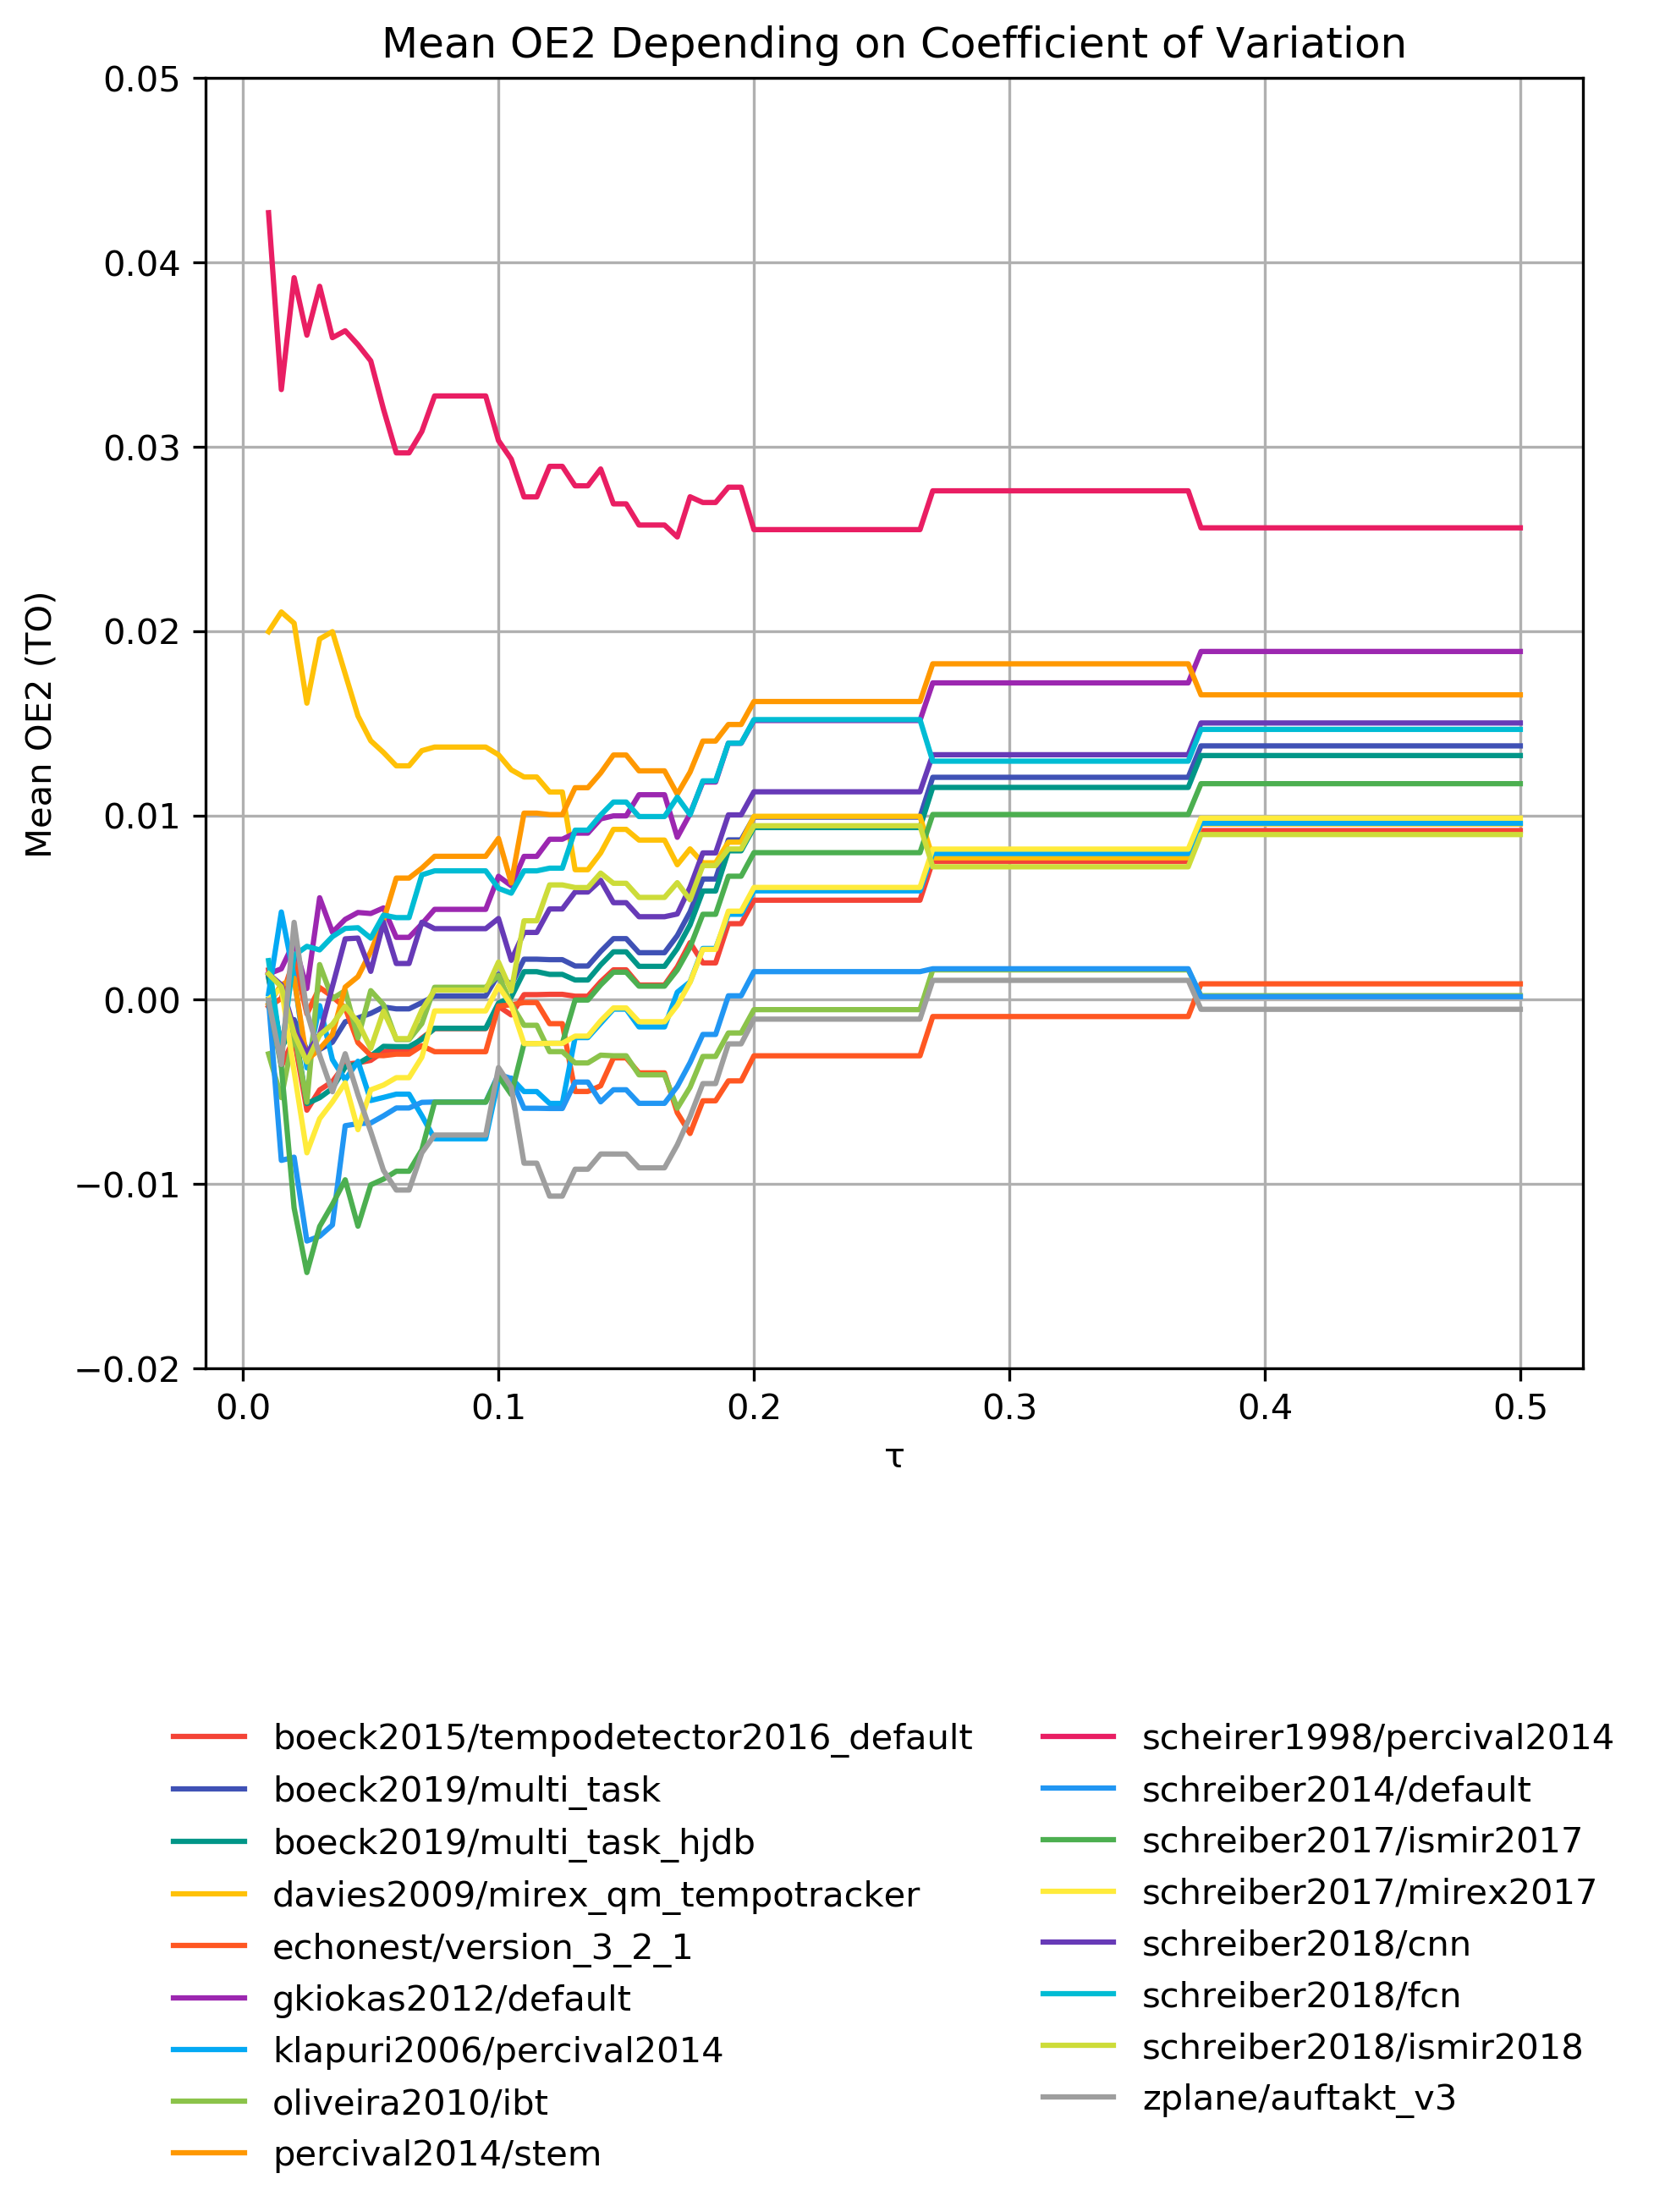 Mean OE2 Depending on Coefficient of Variation
0.05
0.04
0.03
0.02
0.01
0.00
−0.01
−0.02
Mean OE2 (TO)
0.0 0.1 0.2 0.3 0.4 0.5
τ
boeck2015/tempodetector2016_default
boeck2019/multi_task
boeck2019/multi_task_hjdb
davies2009/mirex_qm_tempotracker
echonest/version_3_2_1
gkiokas2012/default
klapuri2006/percival2014
oliveira2010/ibt
percival2014/stem
scheirer1998/percival2014
schreiber2014/default
schreiber2017/ismir2017
schreiber2017/mirex2017
schreiber2018/cnn
schreiber2018/fcn
schreiber2018/ismir2018
zplane/auftakt_v3